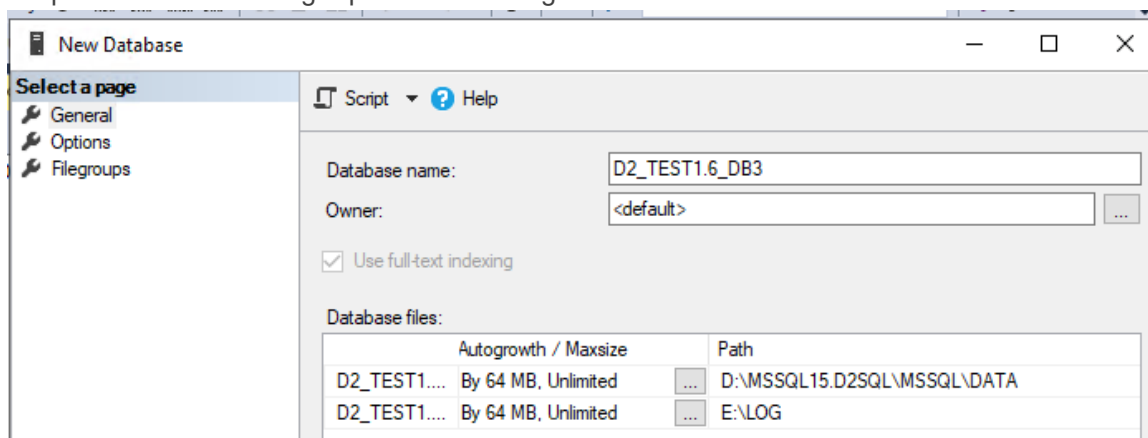 New Database
Select a page
General
Options
Filegroups
Script
Help
Database name:
D2_TEST1.6_DB3
Owner:
<default>
...
Use full-text indexing
Database files:
Autogrowth / Maxsize
Path
D2_TEST1....
By 64 MB, Unlimited
...
D:\MSSQL15.D2SQL\MSSQL\DATA
D2_TEST1....
By 64 MB, Unlimited
...
E:\LOG